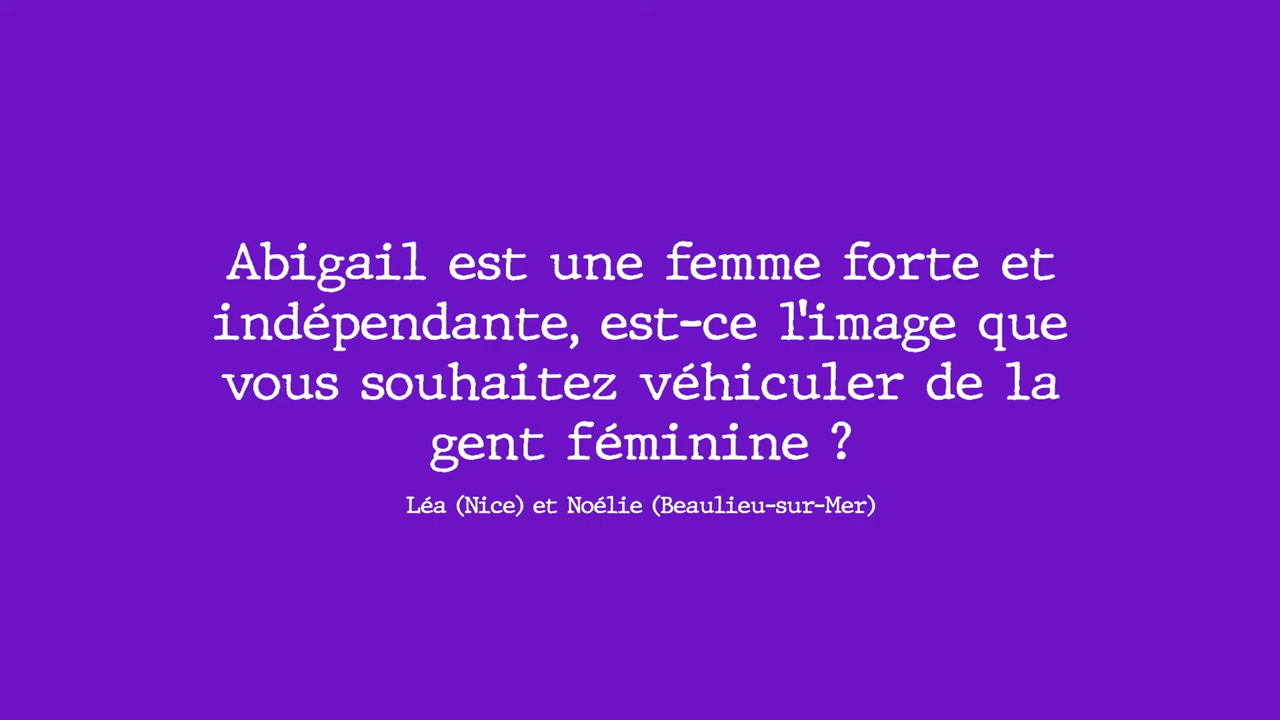 Abigail est une femme forte et
indépendante, est-ce l'image que
vous souhaitez véhiculer de la
gent féminine ?
Léa (Nice) et Noélie (Beaulieu-sur-Mer)